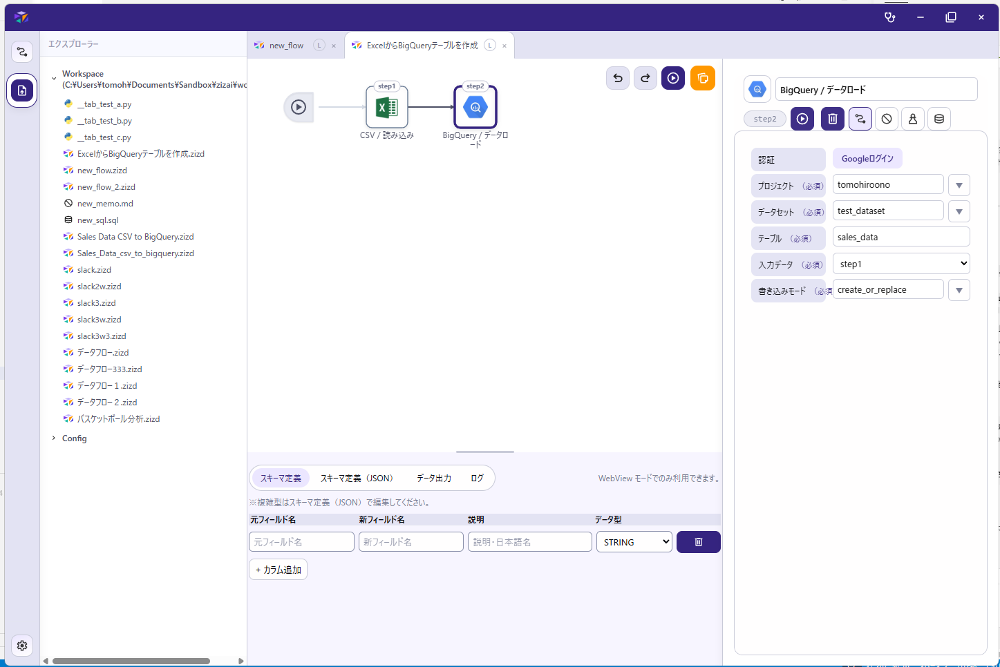 エクスプローラー
new_flow
L
×
ExcelからBigQueryテーブルを作成
L
×
Workspace
(C:¥Users¥tomoh¥Documents¥Sandbox¥zizai¥wo
__tab_test_a.py
__tab_test_b.py
__tab_test_c.py
ExcelからBigQueryテーブルを作成.zizd
new_flow.zizd
new_flow_2.zizd
new_memo.md
new_sql.sql
Sales Data CSV to BigQuery.zizd
Sales_Data_csv_to_bigquery.zizd
slack.zizd
slack2w.zizd
slack3.zizd
slack3w.zizd
slack3w3.zizd
データフロー.zizd
データフロー333.zizd
データフロー１.zizd
データフロー２.zizd
バスケットボール分析.zizd
Config
step1
CSV / 読み込み
step2
BigQuery / データロ
ード
スキーマ定義
スキーマ定義（JSON）
データ出力
ログ
WebView モードでのみ利用できます。
※複雑型はスキーマ定義（JSON）で編集してください。
元フィールド名
新フィールド名
説明
データ型
元フィールド名
新フィールド名
説明・日本語名
STRING
+ カラム追加
BigQuery / データロード
step2
認証
Googleログイン
プロジェクト （必須）
tomohiroono
データセット （必須）
test_dataset
テーブル （必須）
sales_data
入力データ （必須）
step1
書き込みモード （必須
create_or_replace